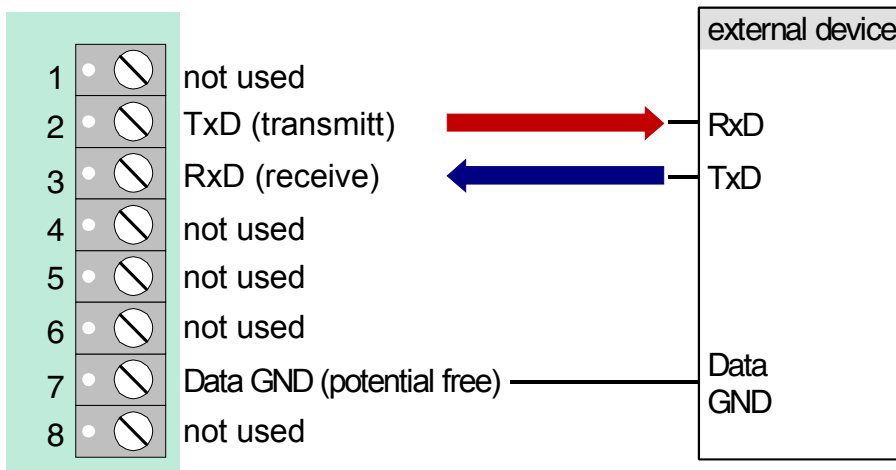 external device
1 not used
2 TxD (transmitt) RxD
3 RxD (receive) TxD
4 not used
5 not used
6 not used
7 Data GND (potential free) Data
GND
8 not used